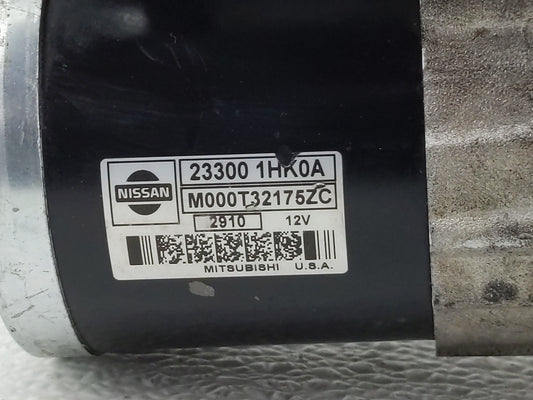 NISSAN
23300 1HK0A
M000T32175ZC
2910 12V
MITSUBISHI U.S.A.